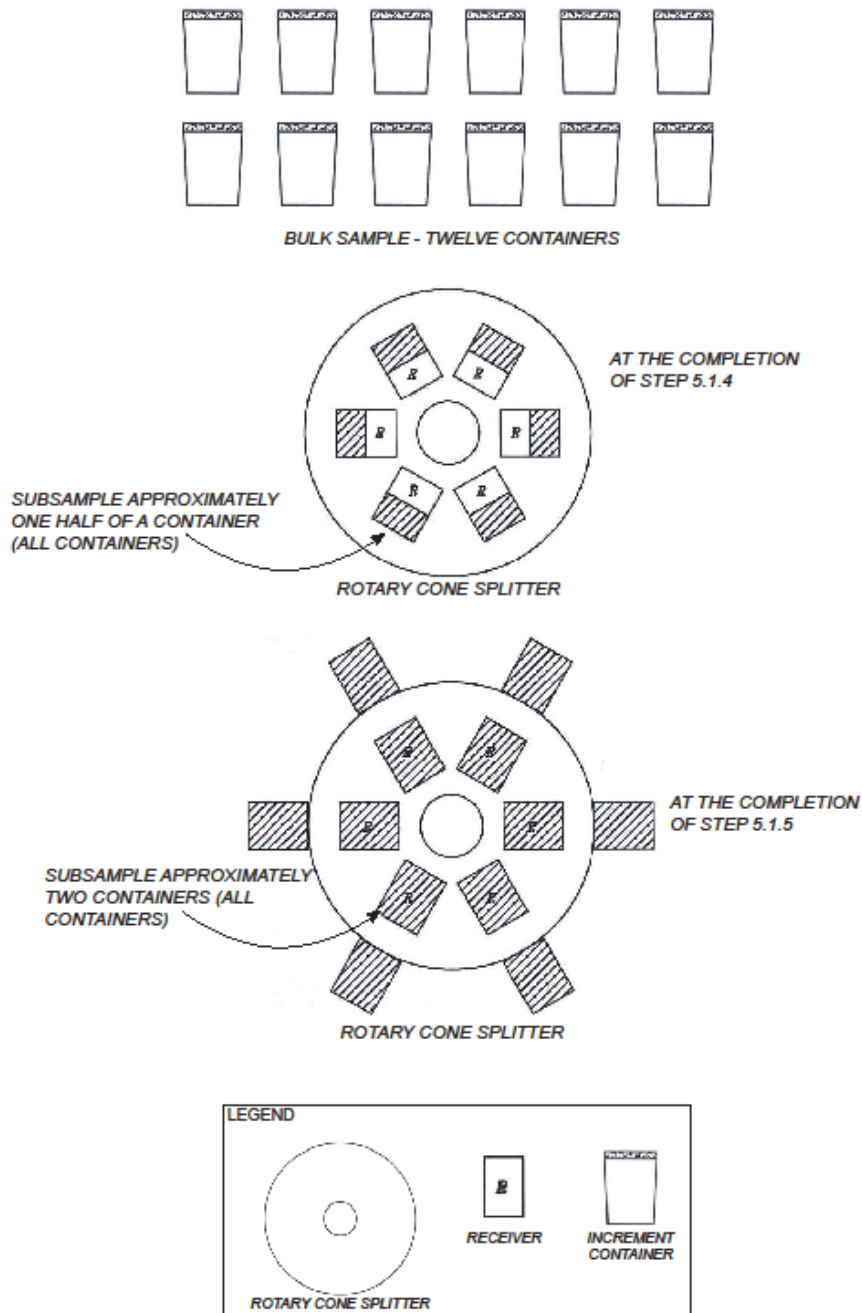 BULK SAMPLE - TWELVE CONTAINERS
AT THE COMPLETION
OF STEP 5.1.4
R
R
R
R
R
R
SUBSAMPLE APPROXIMATELY
ONE HALF OF A CONTAINER
(ALL CONTAINERS)
ROTARY CONE SPLITTER
R
R
R
R
R
R
AT THE COMPLETION
OF STEP 5.1.5
SUBSAMPLE APPROXIMATELY
TWO CONTAINERS (ALL
CONTAINERS)
ROTARY CONE SPLITTER
LEGEND
R
RECEIVER
INCREMENT
CONTAINER
ROTARY CONE SPLITTER